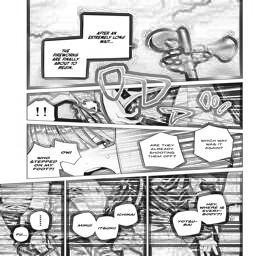 AFTER AN
EXTREMELY LONG
WAIT...
THE
FIREWORKS
ARE FINALLY
ABOUT TO
BEGIN.
!!
OW!
WHO
STEPPED
ON MY
FOOT?!
ARE THEY
ALREADY
SHOOTING
THEM OFF?
WHICH WAY
WAS IT
AGAIN?
HEY,
WHERE IS
EVERY-
BODY?!
YOTSU-
BA!
ICHIKA!
ITSUKI!
MIKU!
......
FU...